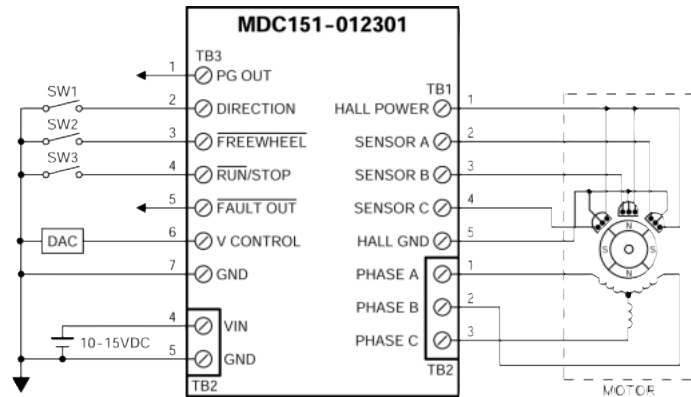 MDC151-012301
TB3
1 PG OUT
SW1
2 DIRECTION
SW2
3 FREEWHEEL
SW3
4 RUN/STOP
5 FAULT OUT
DAC 6 V CONTROL
7 GND
4 VIN
10-15VDC
5 GND
TB2
TB1
HALL POWER 1
SENSOR A 2
SENSOR B 3
SENSOR C 4
HALL GND 5
PHASE A 1
PHASE B 2
PHASE C 3
TB2
N
S S
N
MOTOR